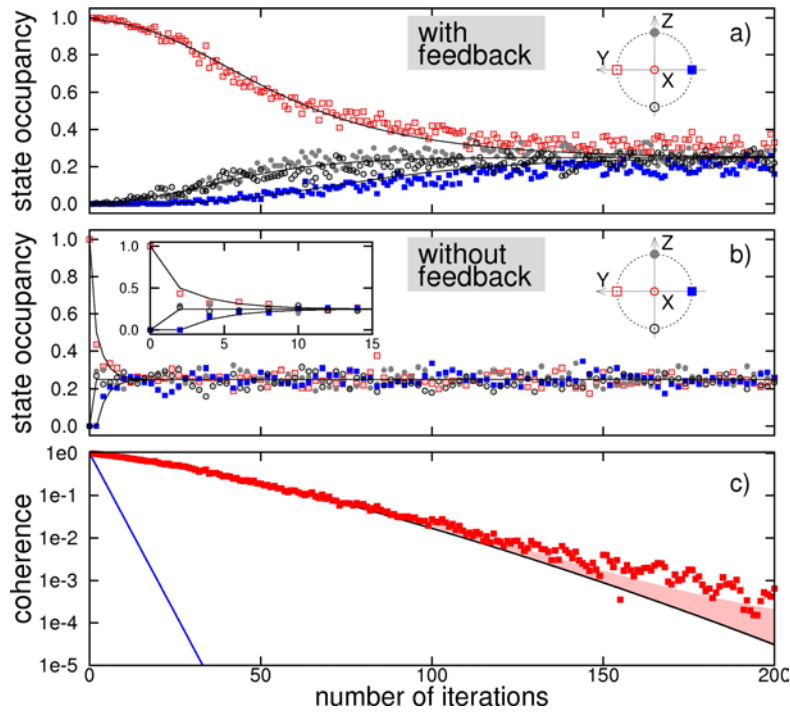 1.0
0.8
0.6
0.4
0.2
0.0
state occupancy
with
feedback
a)
Z
Y
X
1.0
0.8
0.6
0.4
0.2
0.0
state occupancy
1.0
0.5
0.0
0 5 10 15
without
feedback
b)
Z
Y
X
1e0
1e-1
1e-2
1e-3
1e-4
1e-5
coherence
c)
0 50 100 150 200
number of iterations